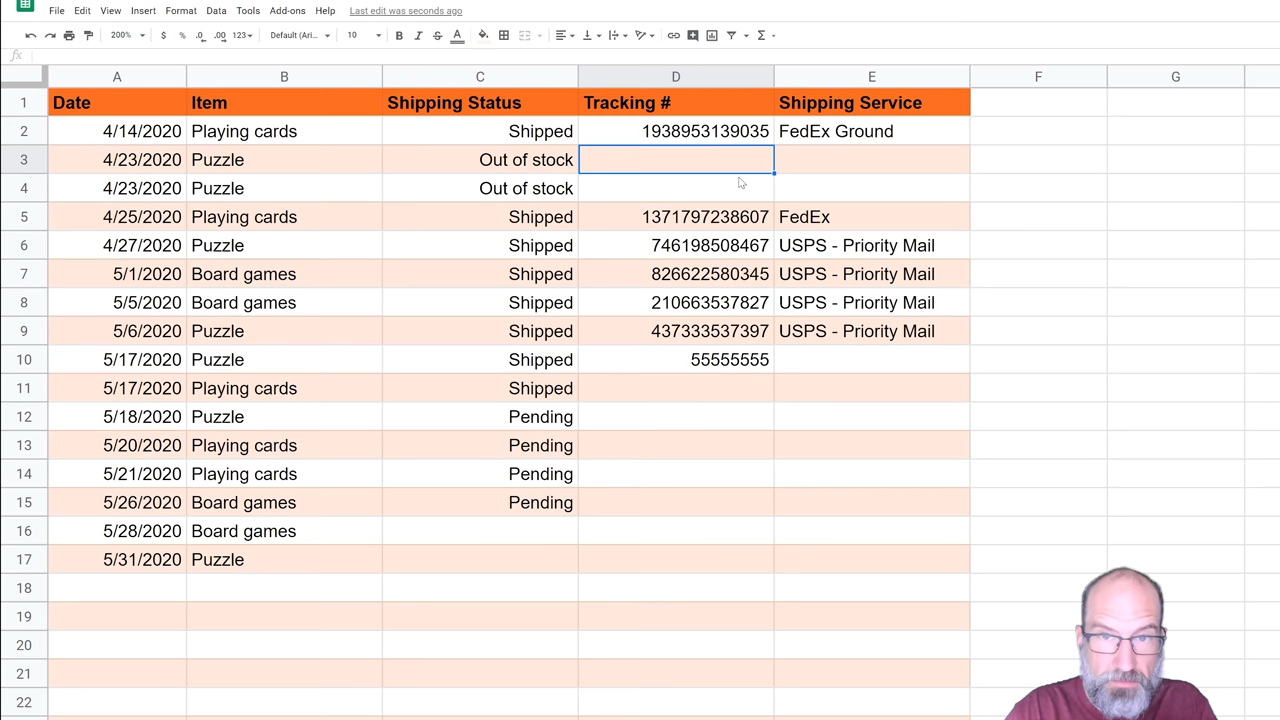 File Edit View Insert Format Data Tools Add-ons Help Last edit was seconds ago
200% $ % .0 .00 123 Default (Ari... 10 B I S A
fx
A B C D E F G
1 Date Item Shipping Status Tracking # Shipping Service
2 4/14/2020 Playing cards Shipped 1938953139035 FedEx Ground
3 4/23/2020 Puzzle Out of stock
4 4/23/2020 Puzzle Out of stock
5 4/25/2020 Playing cards Shipped 1371797238607 FedEx
6 4/27/2020 Puzzle Shipped 746198508467 USPS - Priority Mail
7 5/1/2020 Board games Shipped 826622580345 USPS - Priority Mail
8 5/5/2020 Board games Shipped 210663537827 USPS - Priority Mail
9 5/6/2020 Puzzle Shipped 437333537397 USPS - Priority Mail
10 5/17/2020 Puzzle Shipped 55555555
11 5/17/2020 Playing cards Shipped
12 5/18/2020 Puzzle Pending
13 5/20/2020 Playing cards Pending
14 5/21/2020 Playing cards Pending
15 5/26/2020 Board games Pending
16 5/28/2020 Board games
17 5/31/2020 Puzzle
18
19
20
21
22